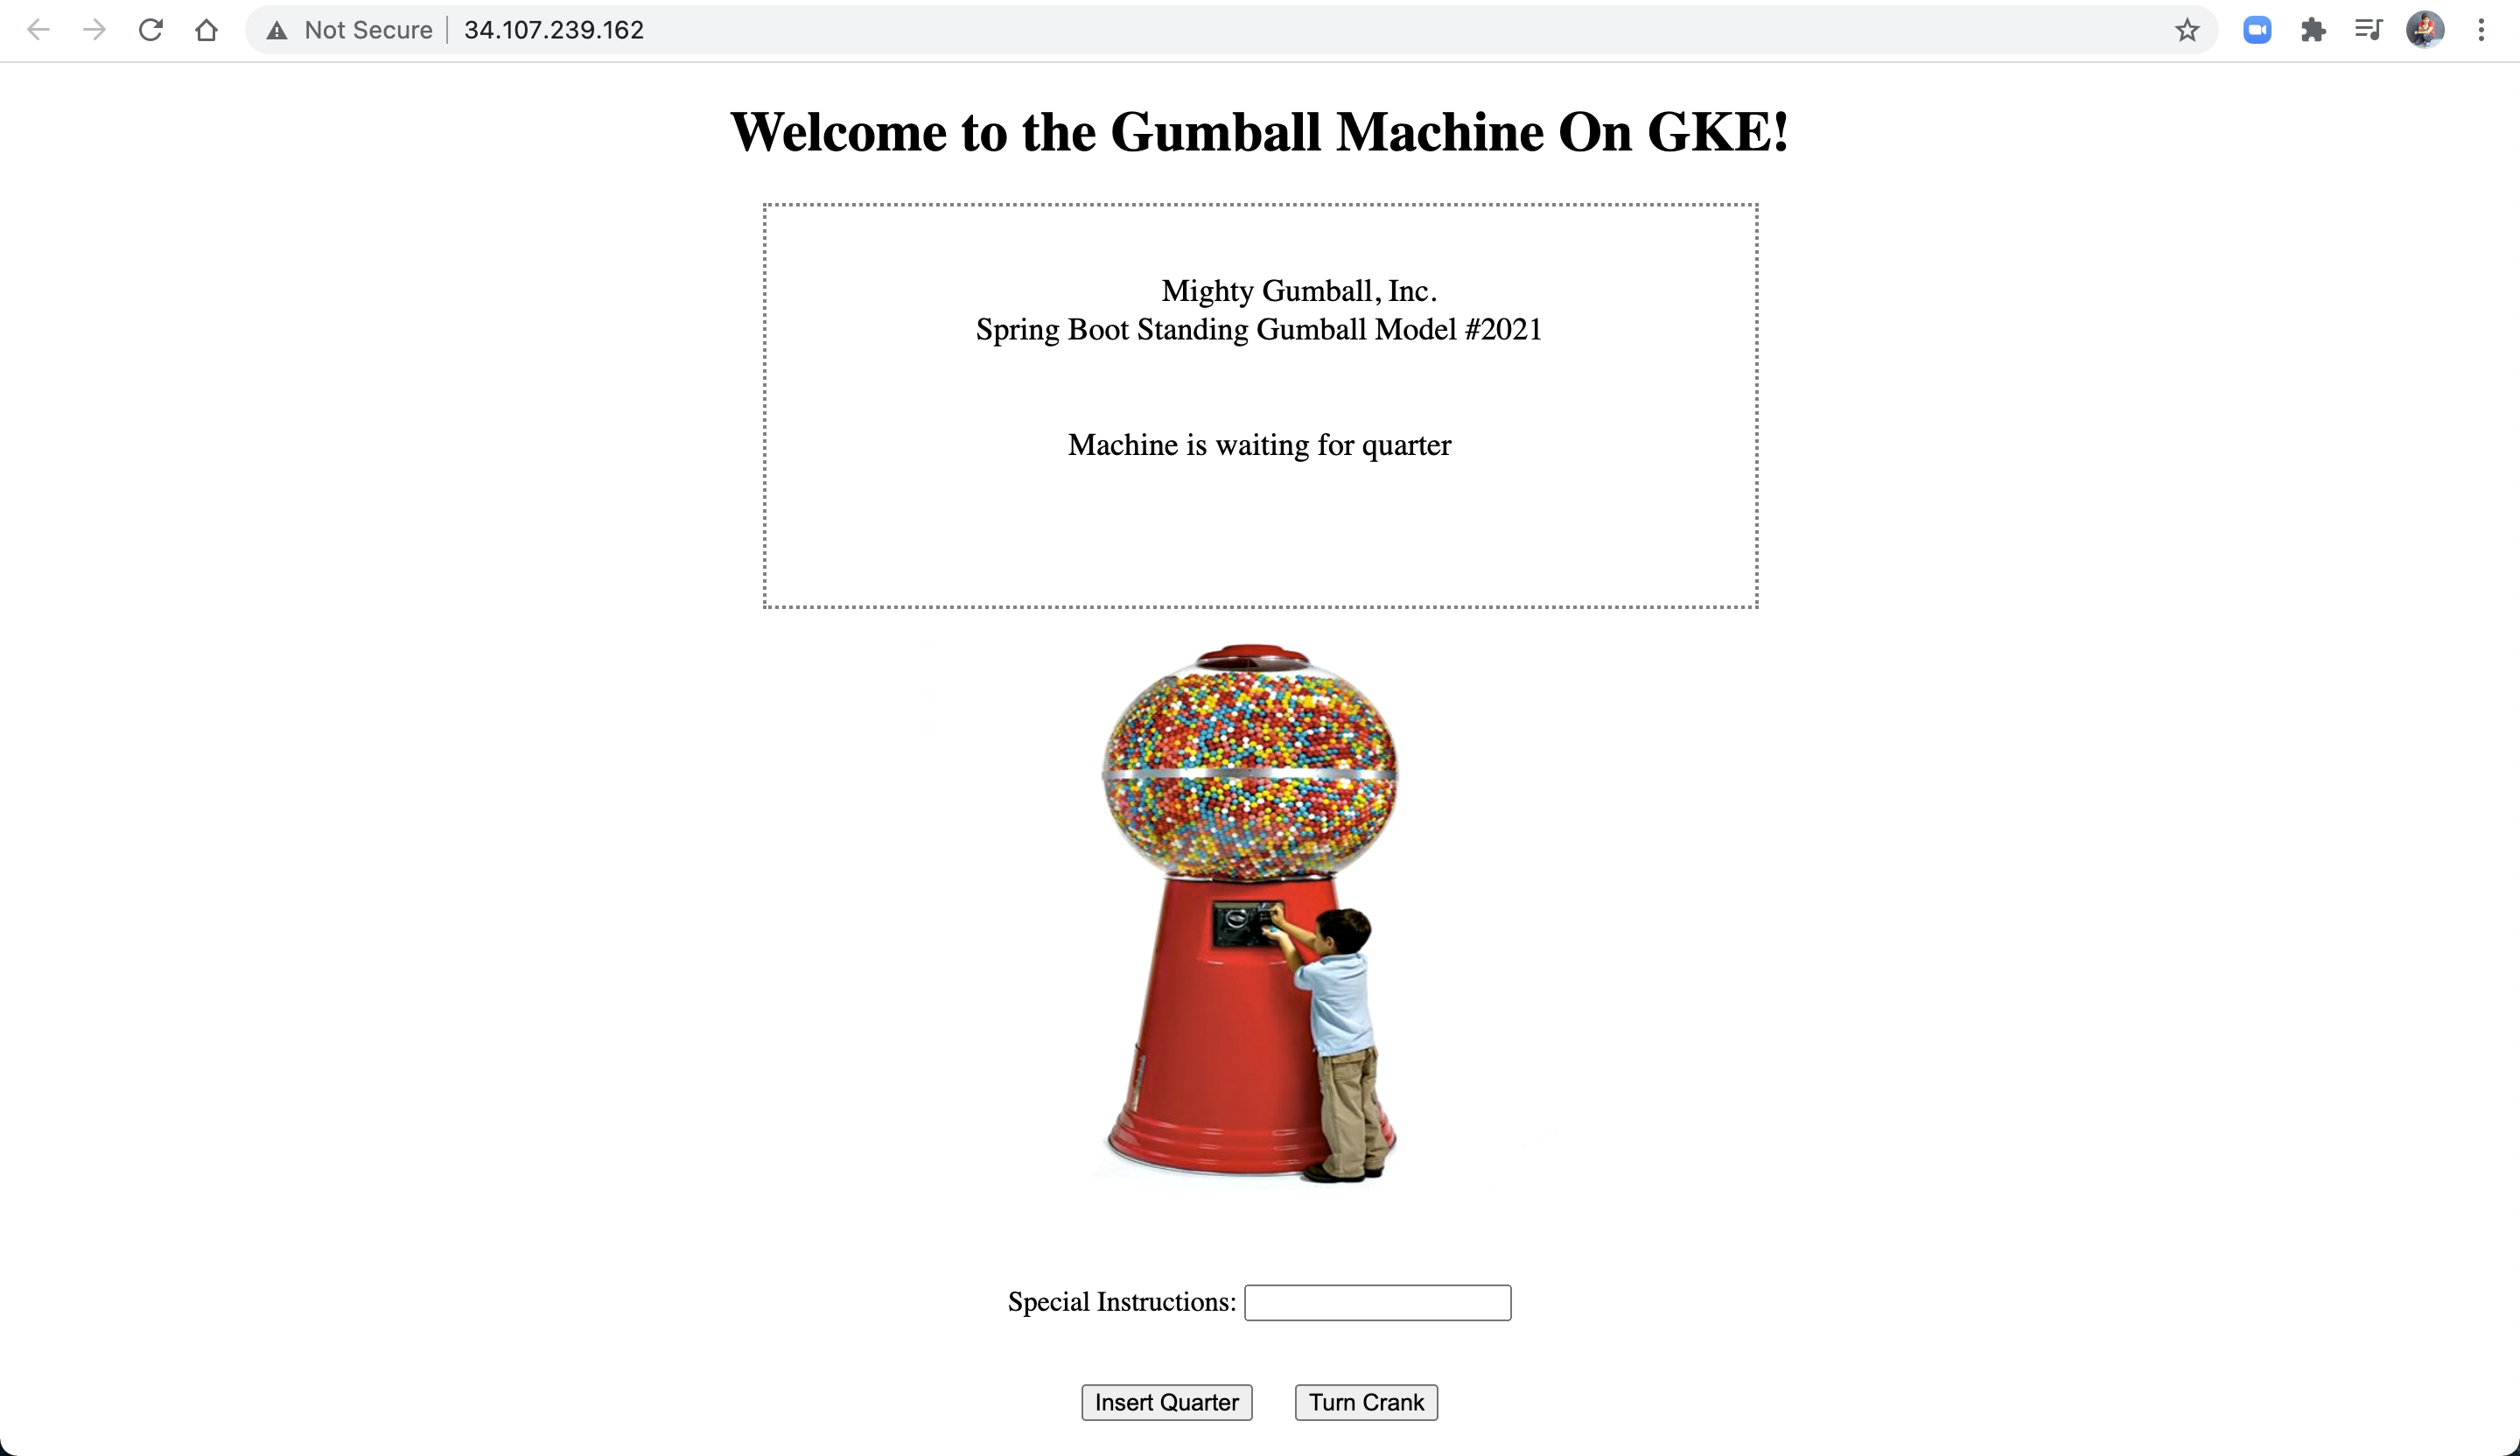 Not Secure 34.107.239.162
Welcome to the Gumball Machine On GKE!
Mighty Gumball, Inc.
Spring Boot Standing Gumball Model #2021
Machine is waiting for quarter
Special Instructions:
Insert Quarter Turn Crank